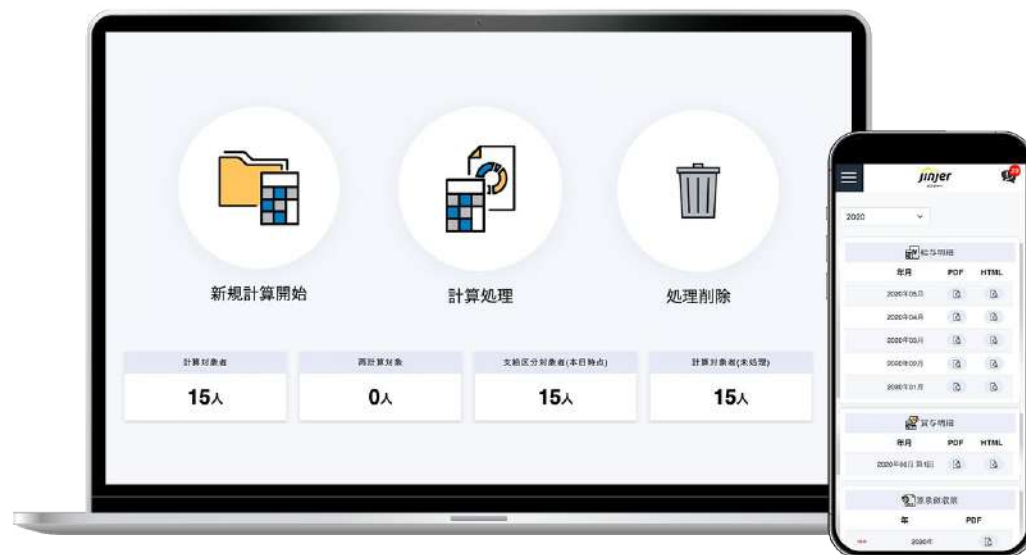 新規計算開始
計算処理
処理削除
計算対象者
再計算対象
支給区分対象者(本日時点)
計算対象者(未処理)
15人
0人
15人
15人
jinjer
2020
給与明細
年月 PDF HTML
2020年05月
2020年04月
2020年03月
2020年02月
2020年01月
賞与明細
年月 PDF HTML
源泉徴収票
年 PDF
2020年